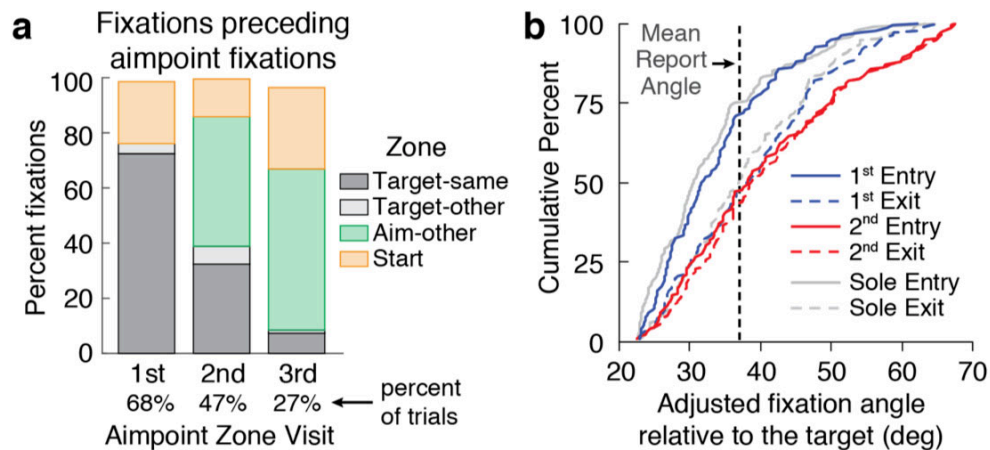 a
Fixations preceding
aimpoint fixations
Percent fixations
100
80
60
40
20
0
Zone
Target-same
Target-other
Aim-other
Start
1st 2nd 3rd
68% 47% 27%
percent
of trials
Aimpoint Zone Visit
b
Cumulative Percent
100
75
50
25
0
Mean
Report
Angle
1st Entry
1st Exit
2nd Entry
2nd Exit
Sole Entry
Sole Exit
20 30 40 50 60 70
Adjusted fixation angle
relative to the target (deg)